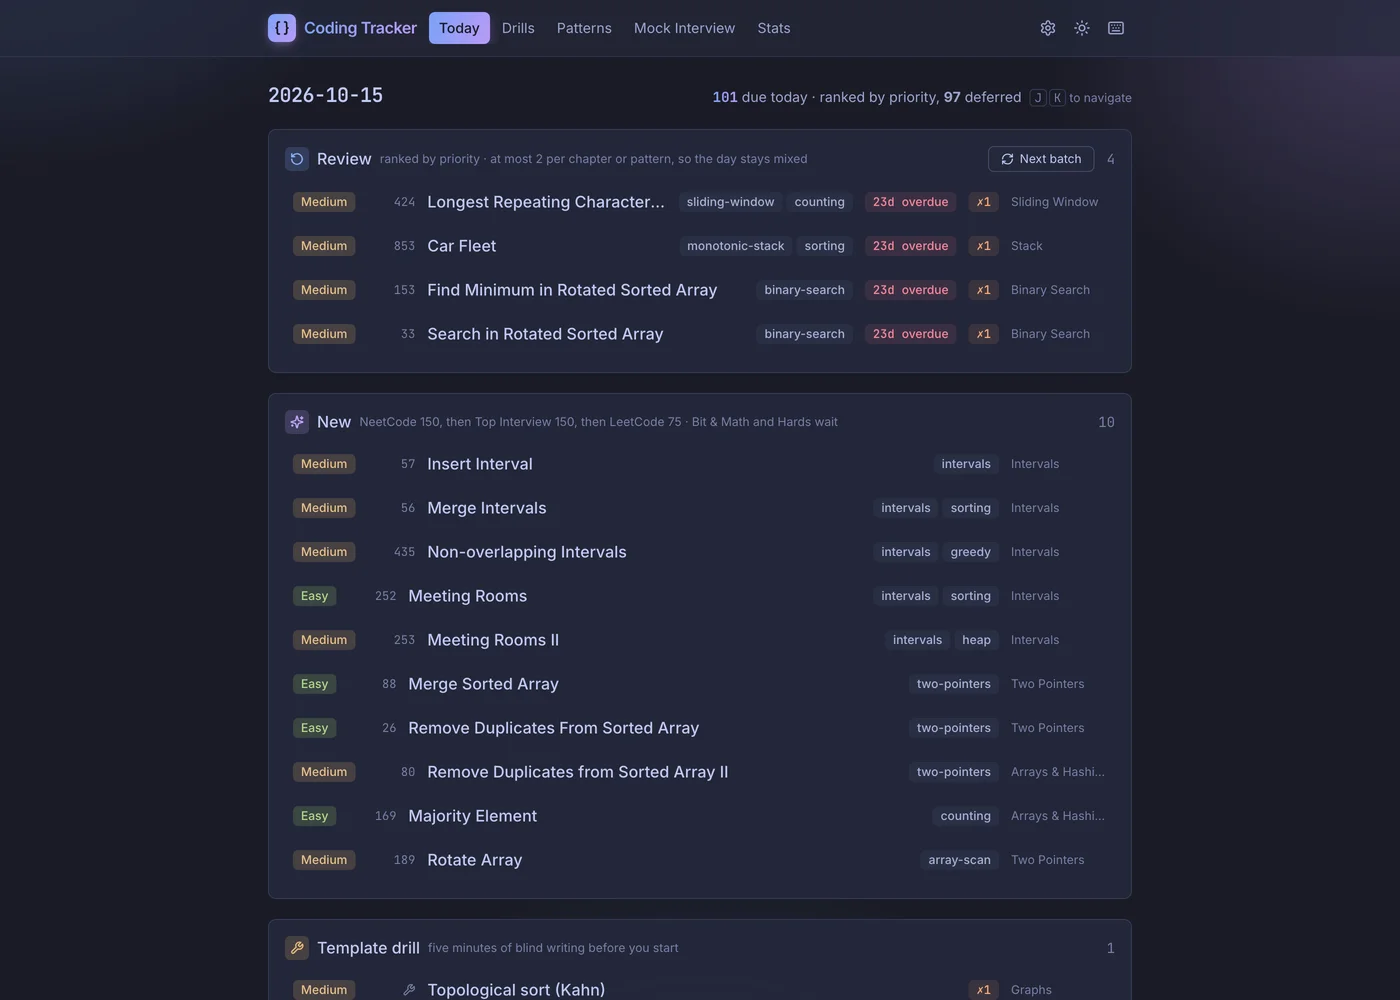 {} Coding Tracker Today Drills Patterns Mock Interview Stats
2026-10-15 101 due today · ranked by priority, 97 deferred J K to navigate
Review ranked by priority · at most 2 per chapter or pattern, so the day stays mixed Next batch 4
Medium 424 Longest Repeating Character... sliding-window counting 23d overdue ✗1 Sliding Window
Medium 853 Car Fleet monotonic-stack sorting 23d overdue ✗1 Stack
Medium 153 Find Minimum in Rotated Sorted Array binary-search 23d overdue ✗1 Binary Search
Medium 33 Search in Rotated Sorted Array binary-search 23d overdue ✗1 Binary Search
New NeetCode 150, then Top Interview 150, then LeetCode 75 · Bit & Math and Hards wait 10
Medium 57 Insert Interval intervals Intervals
Medium 56 Merge Intervals intervals sorting Intervals
Medium 435 Non-overlapping Intervals intervals greedy Intervals
Easy 252 Meeting Rooms intervals sorting Intervals
Medium 253 Meeting Rooms II intervals heap Intervals
Easy 88 Merge Sorted Array two-pointers Two Pointers
Easy 26 Remove Duplicates From Sorted Array two-pointers Two Pointers
Medium 80 Remove Duplicates from Sorted Array II two-pointers Arrays & Hashi...
Easy 169 Majority Element counting Arrays & Hashi...
Medium 189 Rotate Array array-scan Two Pointers
Template drill five minutes of blind writing before you start 1
Medium Topological sort (Kahn) ✗1 Graphs